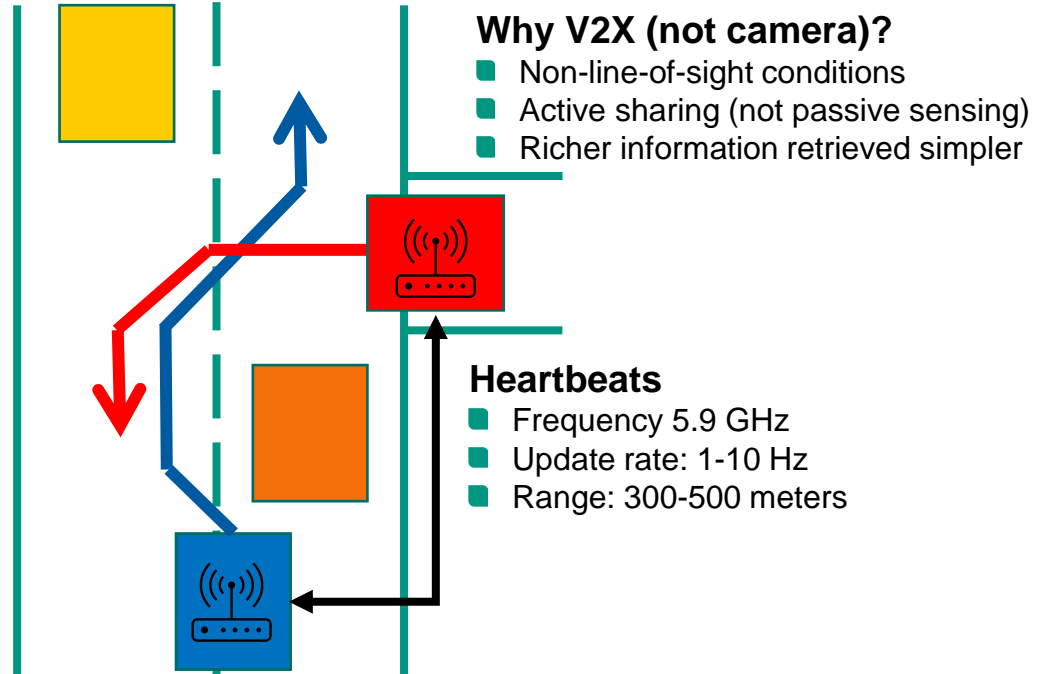 Why V2X (not camera)?
Non-line-of-sight conditions
Active sharing (not passive sensing)
Richer information retrieved simpler
Heartbeats
Frequency 5.9 GHz
Update rate: 1-10 Hz
Range: 300-500 meters